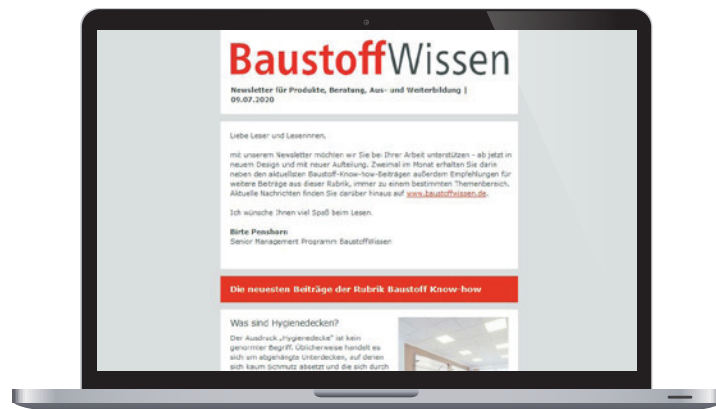 BaustoffWissen
Newsletter für Produkte, Beratung, Aus- und Weiterbildung |
09.07.2020
Liebe Leser und Leserinnen,
mit unserem Newsletter möchten wir Sie bei Ihrer Arbeit unterstützen - ab jetzt in
neuem Design und mit neuer Aufteilung. Zweimal im Monat erhalten Sie darin
neben den aktuellsten Baustoff-Know-how-Beiträgen außerdem Empfehlungen für
weitere Beiträge aus dieser Rubrik, immer zu einem bestimmten Themenbereich.
Aktuelle Nachrichten finden Sie darüber hinaus auf www.baustoffwissen.de.
Ich wünsche Ihnen viel Spaß beim Lesen.
Birte Penshorn
Senior Management Programm BaustoffWissen
Die neuesten Beiträge der Rubrik Baustoff Know-how
Was sind Hygienedecken?
Der Ausdruck „Hygienedecke" ist kein
genormter Begriff. Üblicherweise handelt es
sich um abgehängte Unterdecken, auf denen
sich kaum Schmutz absetzt und die sich durch